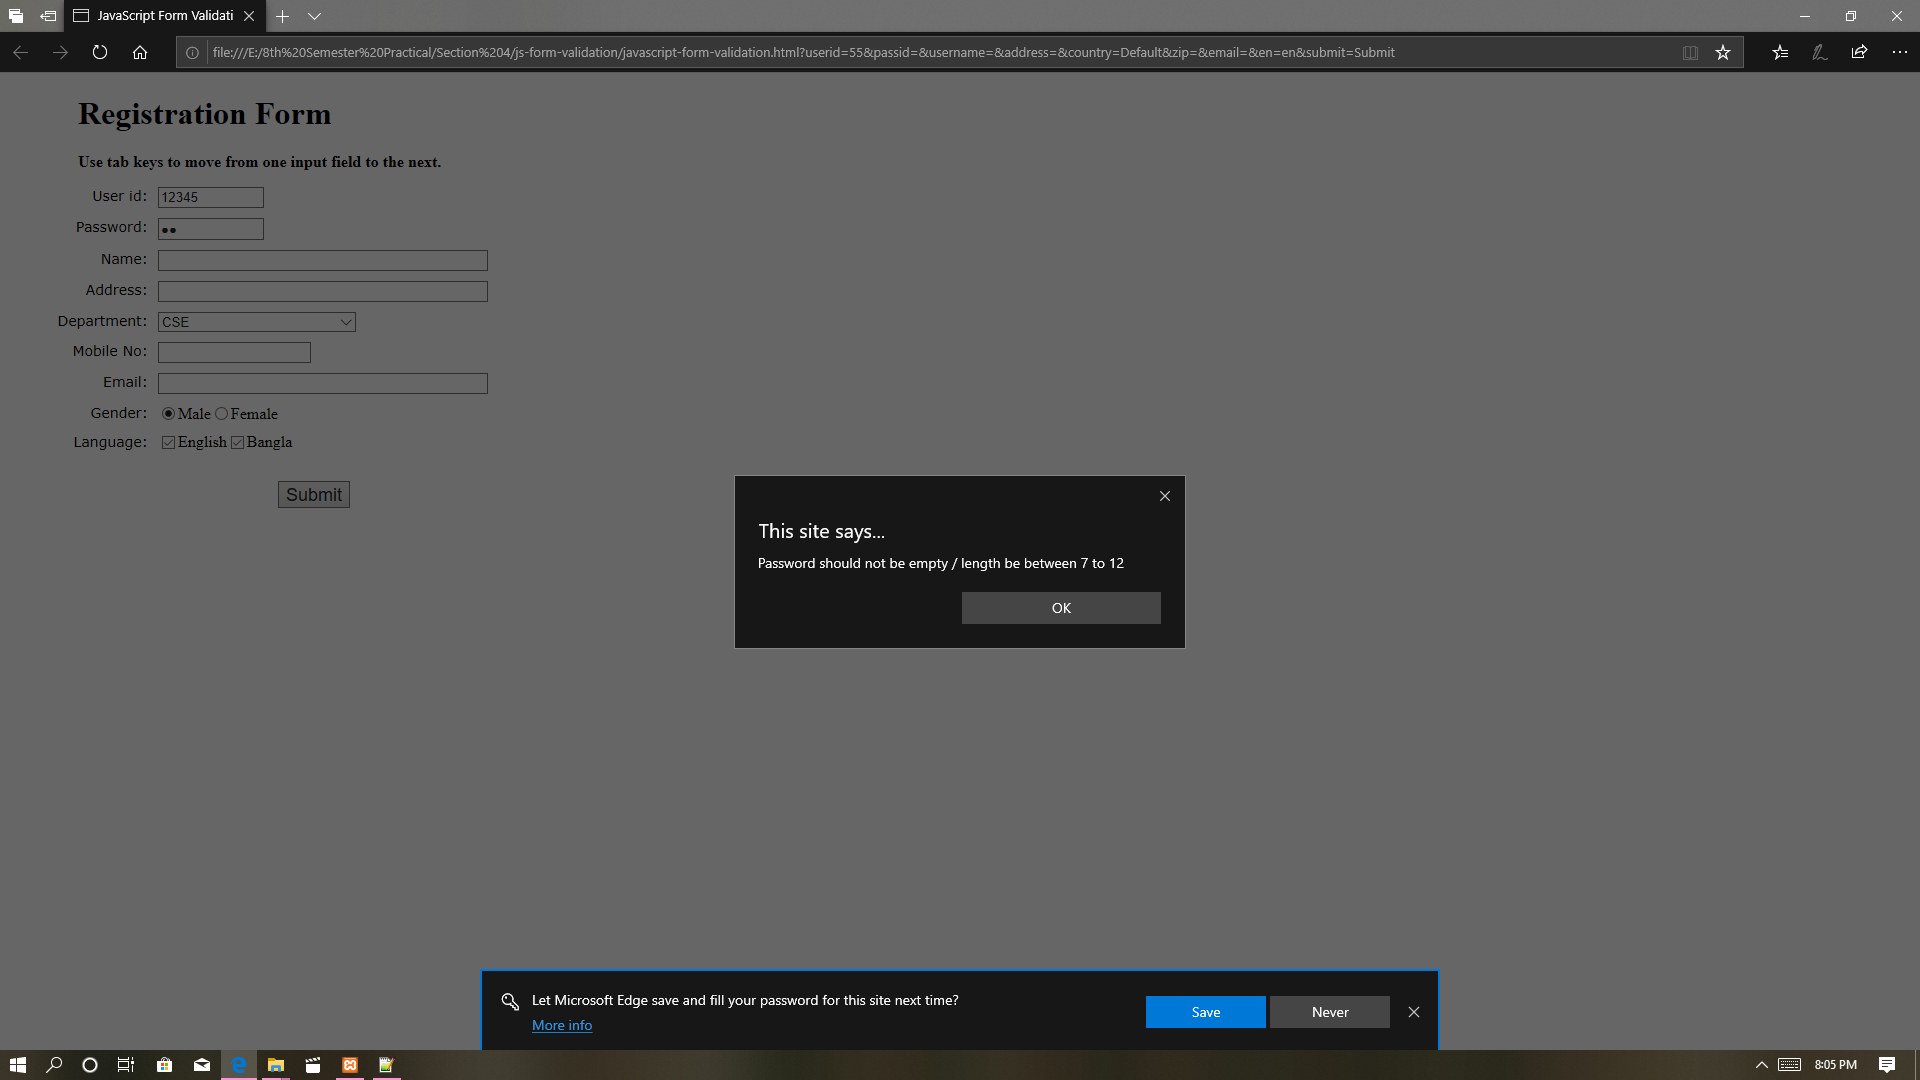 JavaScript Form Validati
file:///E:/8th%20Semester%20Practical/Section%204/js-form-validation/javascript-form-validation.html?userid=55&passid=&username=&address=&country=Default&zip=&email=&en=en&submit=Submit
Registration Form
Use tab keys to move from one input field to the next.
User id: 12345
Password: ●●
Name:
Address:
Department: CSE
Mobile No:
Email:
Gender: Male Female
Language: English Bangla
Submit
This site says...
Password should not be empty / length be between 7 to 12
OK
Let Microsoft Edge save and fill your password for this site next time?
More info
Save Never
8:05 PM